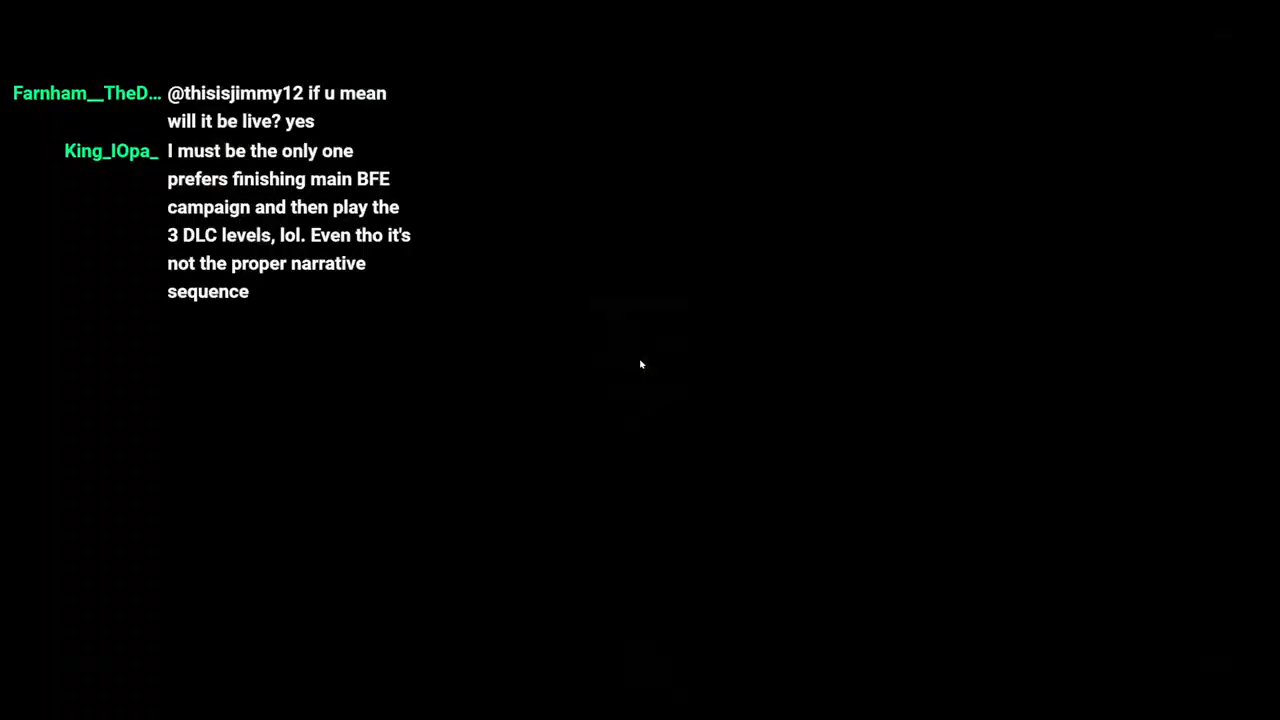 Farnham__TheD… @thisisjimmy12 if u mean
will it be live? yes
King_IOpa_ I must be the only one
prefers finishing main BFE
campaign and then play the
3 DLC levels, lol. Even tho it's
not the proper narrative
sequence